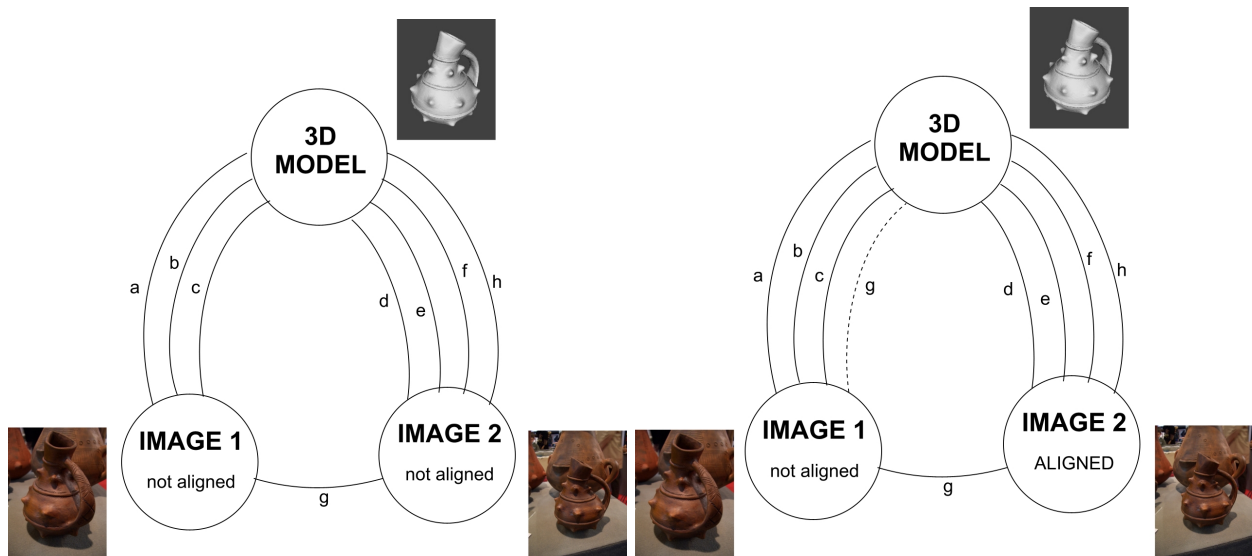 3D
MODEL
a
b
c
d
e
f
h
IMAGE 1
not aligned
IMAGE 2
not aligned
g
3D
MODEL
a
b
c
g
d
e
f
h
IMAGE 1
not aligned
IMAGE 2
ALIGNED
g